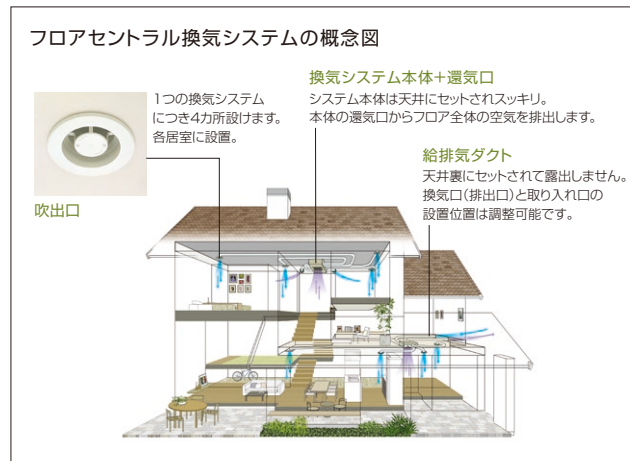 フロアセントラル換気システムの概念図
換気システム本体+還気口
システム本体は天井にセットされスッキリ。
本体の還気口からフロア全体の空気を排出します。
1つの換気システム
につき4カ所設けます。
各居室に設置。
吹出口
給排気ダクト
天井裏にセットされて露出しません。
換気口(排出口)と取り入れ口の
設置位置は調整可能です。